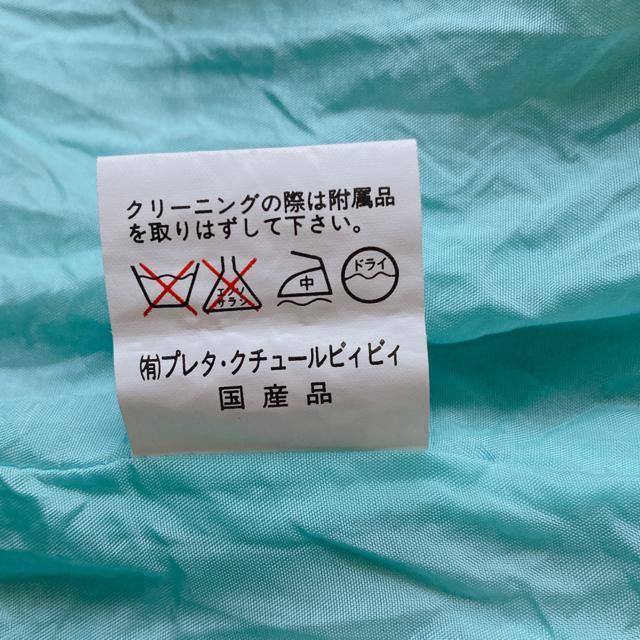 クリーニングの際は附属品
を取りはずして下さい。
エンソ
サラシ
中
ドライ
㈲プレタ・クチュールビィビィ
国産品